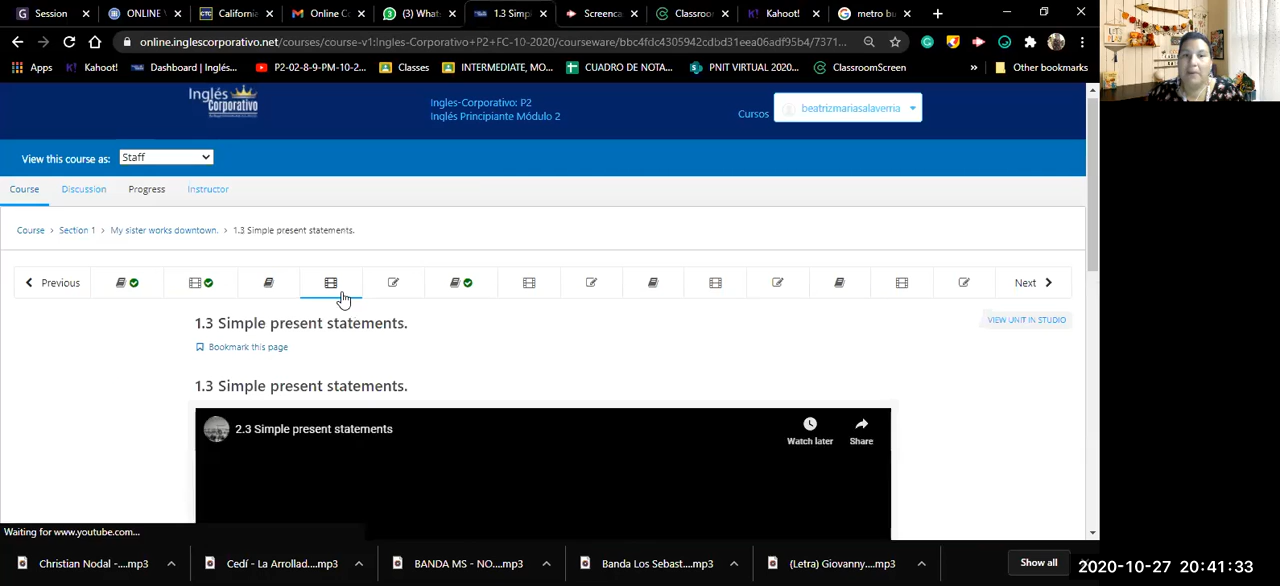 Session
ONLINE V
California
Online C
(3) What
1.3 Simp
Screenca
Classroo
Kahoot!
metro bu
online.inglescorporativo.net/courses/course-v1:Ingles-Corporativo+P2+FC-10-2020/courseware/bbc4fdc4305942cdbd31eea06adf95b4/7371...
Apps
Kahoot!
Dashboard | Inglés...
P2-02-8-9-PM-10-2...
Classes
ITERMEDIATE, MO...
CUADRO DE NOTA...
PNIT VIRTUAL 2020...
ClassroomScreen
»
Other bookmarks
Inglés
Corporativo
Ingles-Corporativo: P2
Inglés Principiante Módulo 2
Cursos
beatrizmariasalaverria
View this course as:
Staff
Course
Discussion
Progress
Instructor
Course > Section 1 > My sister works downtown. > 1.3 Simple present statements.
Previous
Next
1.3 Simple present statements.
VIEW UNIT IN STUDIO
Bookmark this page
1.3 Simple present statements.
2.3 Simple present statements
Watch later
Share
Waiting for www.youtube.com...
Christian Nodal -....mp3
Cedí - La Arrollad....mp3
BANDA MS - NO....mp3
Banda Los Sebast....mp3
(Letra) Giovanny....mp3
Show all
2020-10-27 20:41:33